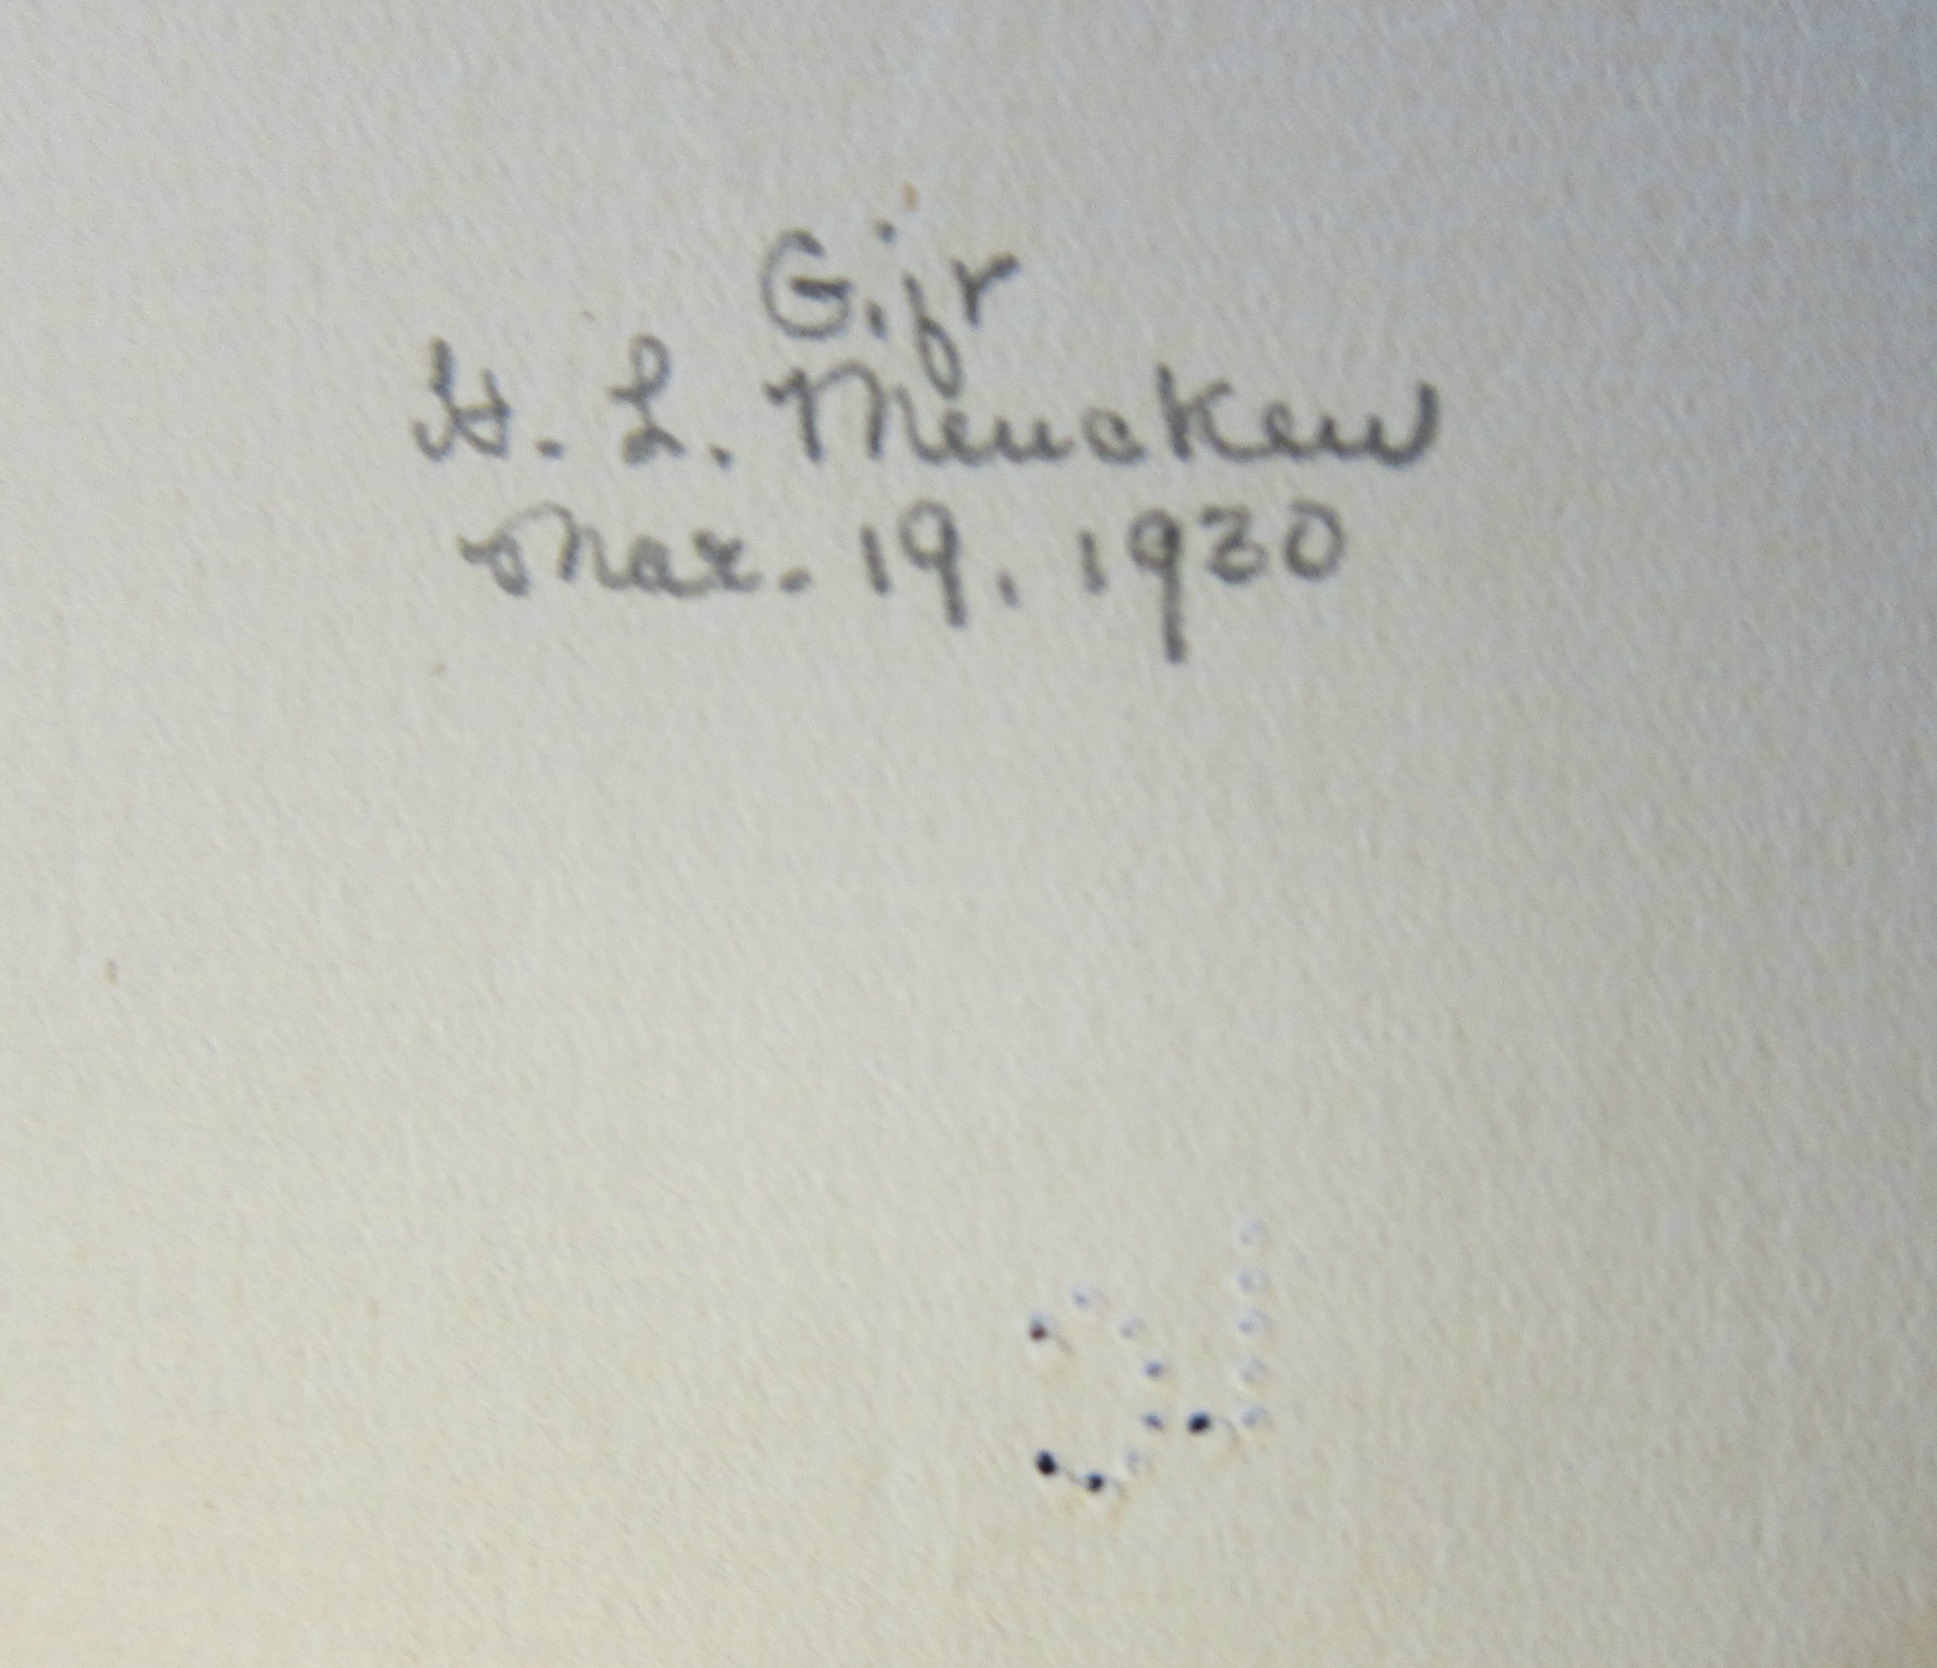 G.jr
H. L. Mencken
Mar. 19, 1930